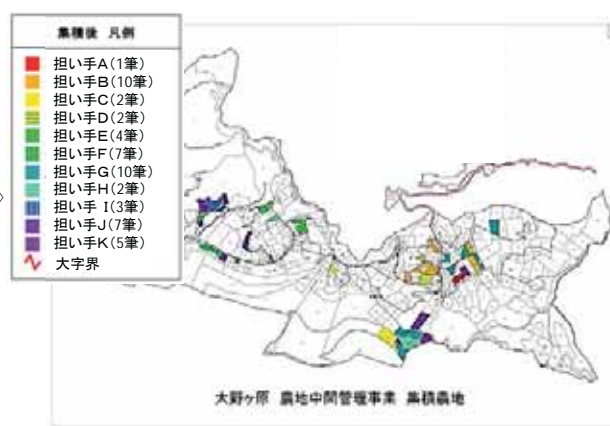 集積後 凡例
担い手A(1筆)
担い手B(10筆)
担い手C(2筆)
担い手D(2筆)
担い手E(4筆)
担い手F(7筆)
担い手G(10筆)
担い手H(2筆)
担い手I(3筆)
担い手J(7筆)
担い手K(5筆)
大字界
大野ヶ原 農地中間管理事業 集積農地